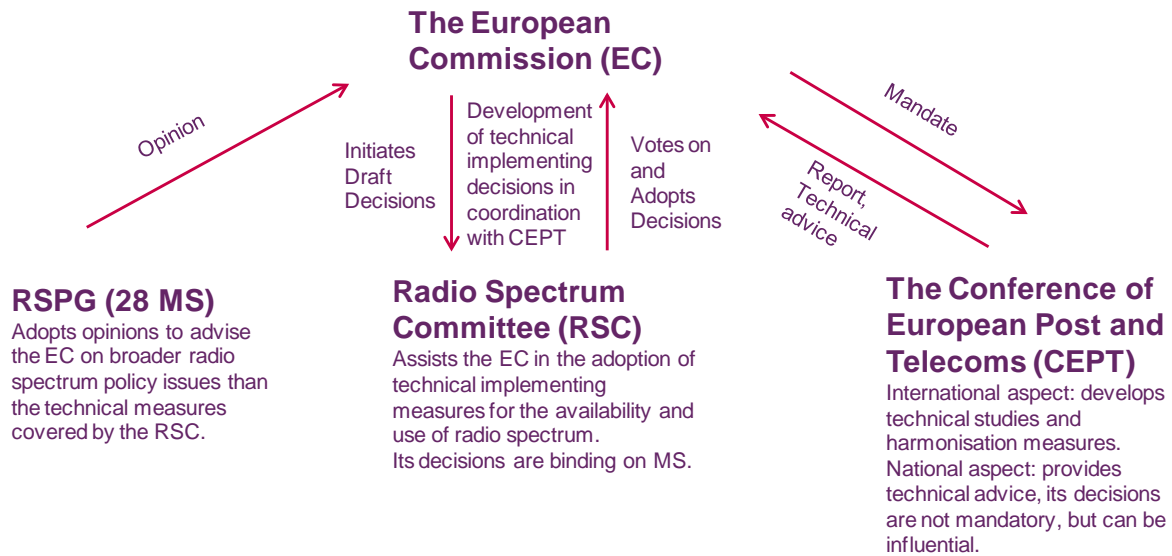 The European
Commission (EC)
Opinion
Initiates
Draft
Decisions
Development
of technical
implementing
decisions in
coordination
with CEPT
Votes on
and
Adopts
Decisions
Mandate
Report,
Technical
advice
RSPG (28 MS)
Adopts opinions to advise
the EC on broader radio
spectrum policy issues than
the technical measures
covered by the RSC.
Radio Spectrum
Committee (RSC)
Assists the EC in the adoption of
technical implementing
measures for the availability and
use of radio spectrum.
Its decisions are binding on MS.
The Conference of
European Post and
Telecoms (CEPT)
International aspect: develops
technical studies and
harmonisation measures.
National aspect: provides
technical advice, its decisions
are not mandatory, but can be
influential.